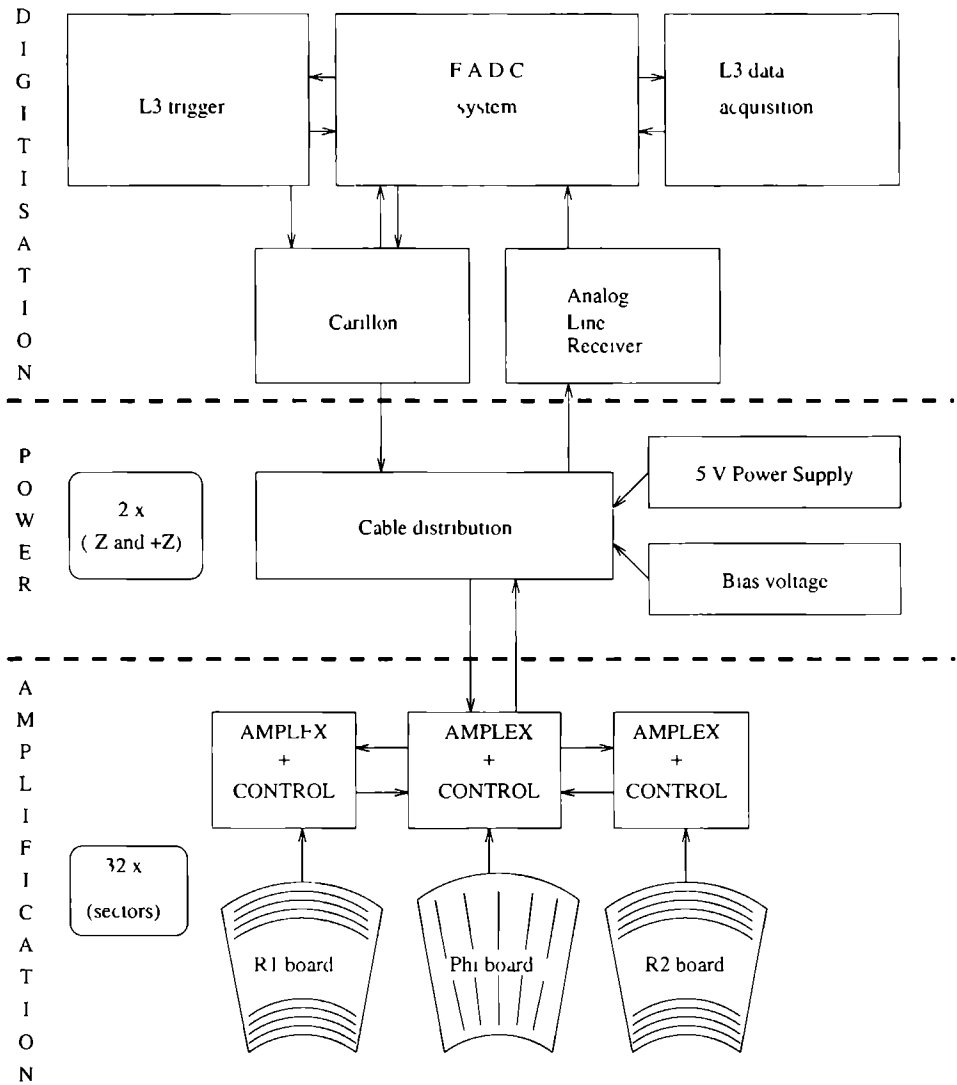 DIGITISATION
L3 trigger
F A D C
system
L3 data
acquisition
Carillon
Analog
Line
Receiver
POWER
2 x
( Z and +Z)
Cable distribution
5 V Power Supply
Bias voltage
AMPLIFICATION
AMPLEX
+
CONTROL
AMPLEX
+
CONTROL
AMPLEX
+
CONTROL
32 x
(sectors)
R1 board
Phi board
R2 board